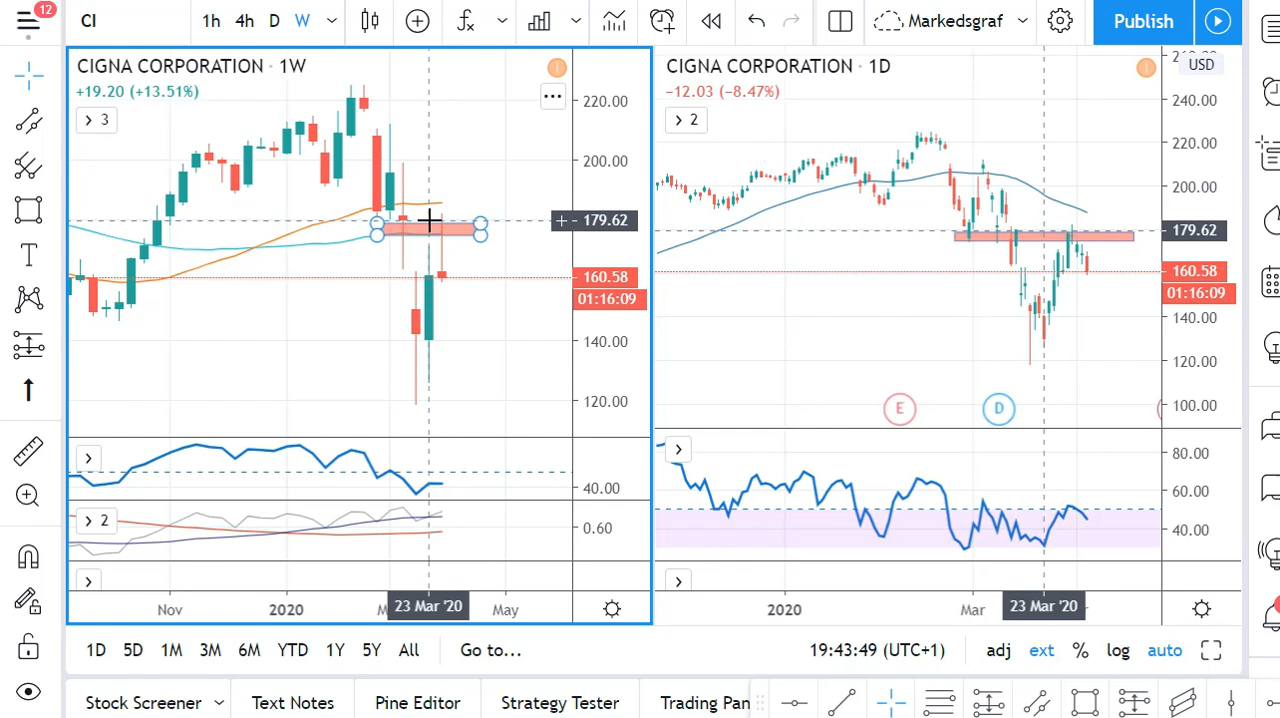 12
CI
1h 4h D W
Markedsgraf
Publish
CIGNA CORPORATION · 1W
+19.20 (+13.51%)
3
220.00
200.00
179.62
160.58
01:16:09
140.00
120.00
40.00
2
0.60
Nov 2020 M 23 Mar '20 May
CIGNA CORPORATION · 1D
−12.03 (−8.47%)
2
USD
240.00
220.00
200.00
179.62
160.58
01:16:09
140.00
120.00
100.00
E D
80.00
60.00
40.00
2020 Mar 23 Mar '20
1D 5D 1M 3M 6M YTD 1Y 5Y All Go to...
19:43:49 (UTC+1) adj ext % log auto
Stock Screener Text Notes Pine Editor Strategy Tester Trading Pan